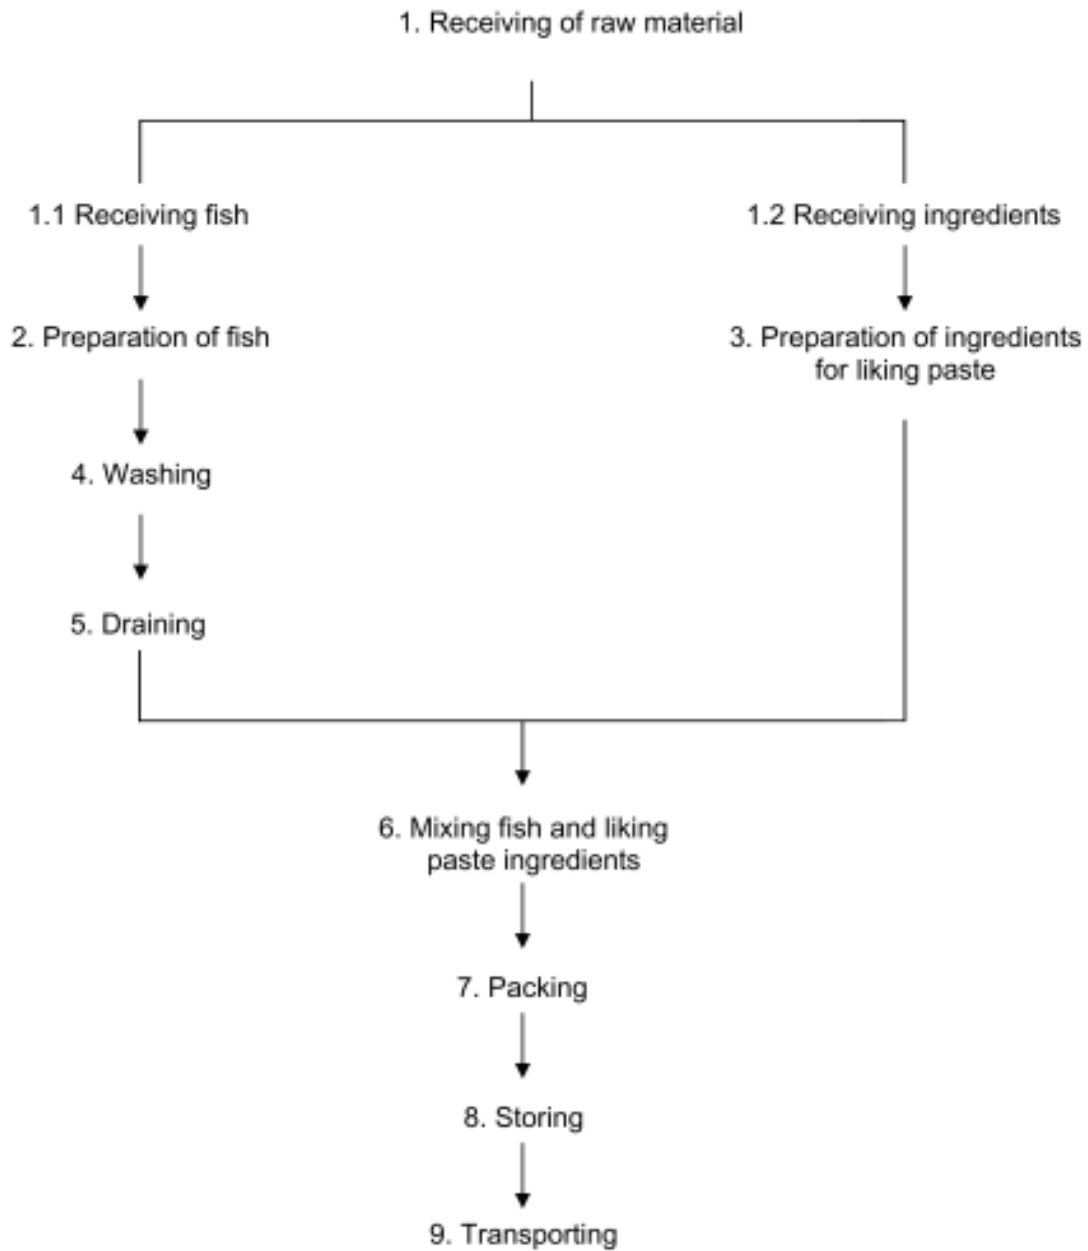 1. Receiving of raw material
1.1 Receiving fish
1.2 Receiving ingredients
2. Preparation of fish
3. Preparation of ingredients
for liking paste
4. Washing
5. Draining
6. Mixing fish and liking
paste ingredients
7. Packing
8. Storing
9. Transporting